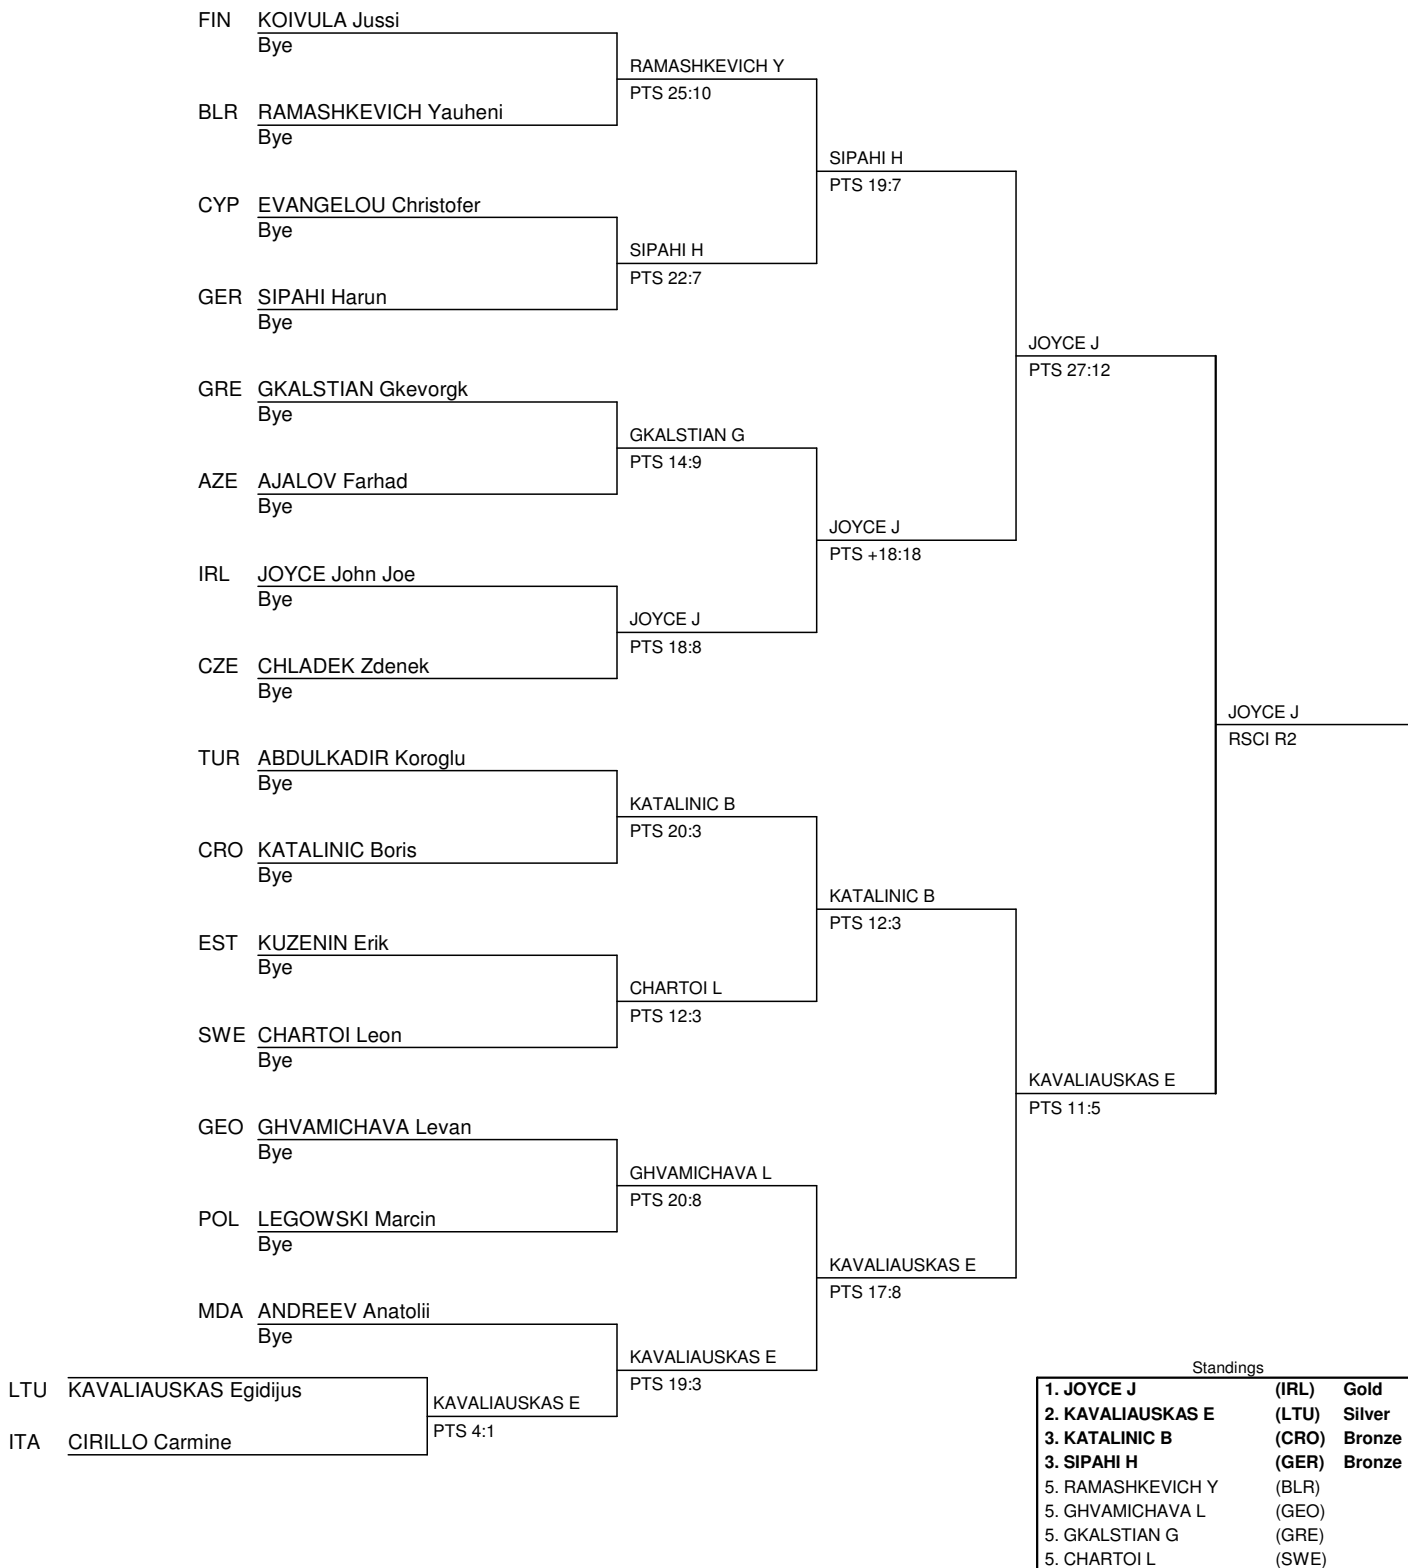 FIN KOIVULA Jussi
Bye
RAMASHKEVICH Y
PTS 25:10
BLR RAMASHKEVICH Yauheni
Bye
SIPAHI H
PTS 19:7
CYP EVANGELOU Christofer
Bye
SIPAHI H
PTS 22:7
GER SIPAHI Harun
Bye
JOYCE J
PTS 27:12
GRE GKALSTIAN Gkevorgk
Bye
GKALSTIAN G
PTS 14:9
AZE AJALOV Farhad
Bye
JOYCE J
PTS +18:18
IRL JOYCE John Joe
Bye
JOYCE J
PTS 18:8
CZE CHLADEK Zdenek
Bye
JOYCE J
RSCI R2
TUR ABDULKADIR Koroglu
Bye
KATALINIC B
PTS 20:3
CRO KATALINIC Boris
Bye
KATALINIC B
PTS 12:3
EST KUZENIN Erik
Bye
CHARTOI L
PTS 12:3
SWE CHARTOI Leon
Bye
KAVALIAUSKAS E
PTS 11:5
GEO GHVAMICHAVA Levan
Bye
GHVAMICHAVA L
PTS 20:8
POL LEGOWSKI Marcin
Bye
KAVALIAUSKAS E
PTS 17:8
MDA ANDREEV Anatolii
Bye
KAVALIAUSKAS E
PTS 19:3
LTU KAVALIAUSKAS Egidijus
KAVALIAUSKAS E
PTS 4:1
ITA CIRILLO Carmine
Standings
1. JOYCE J (IRL) Gold
2. KAVALIAUSKAS E (LTU) Silver
3. KATALINIC B (CRO) Bronze
3. SIPAHI H (GER) Bronze
5. RAMASHKEVICH Y (BLR)
5. GHVAMICHAVA L (GEO)
5. GKALSTIAN G (GRE)
5. CHARTOI L (SWE)